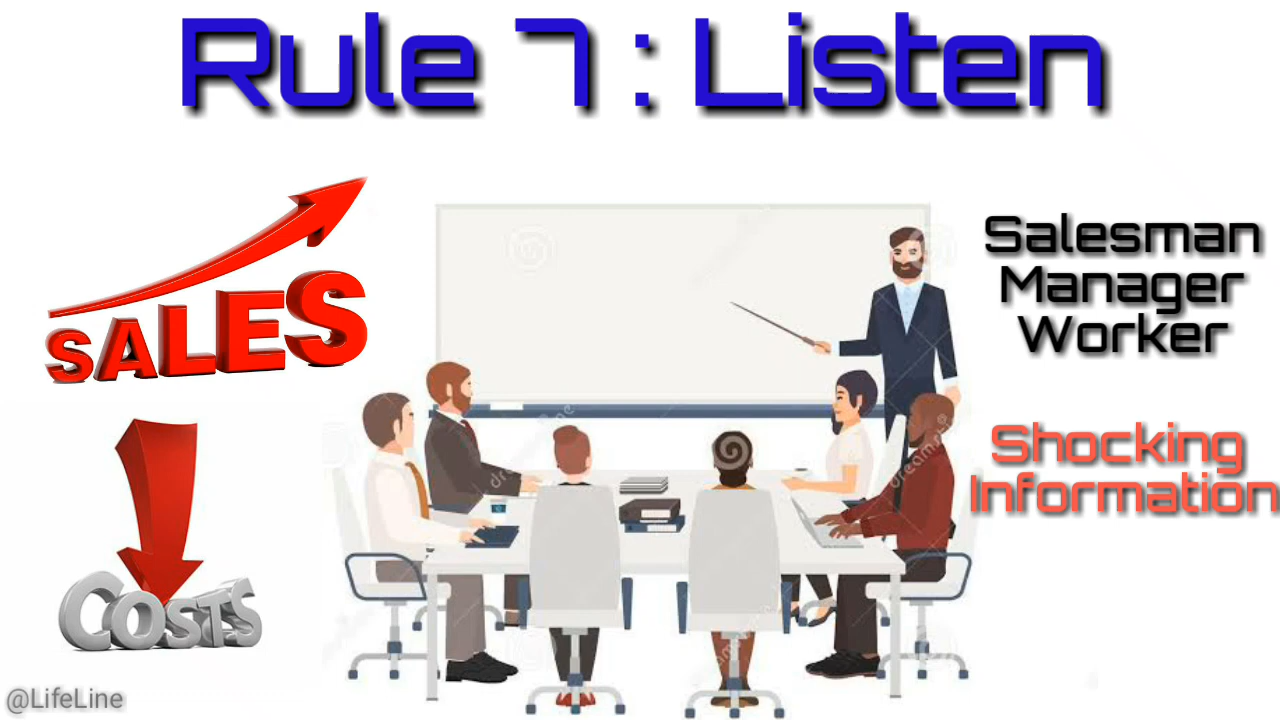 Rule 7 : Listen
SALES
COSTS
Salesman
Manager
Worker
Shocking
Information
@LifeLine